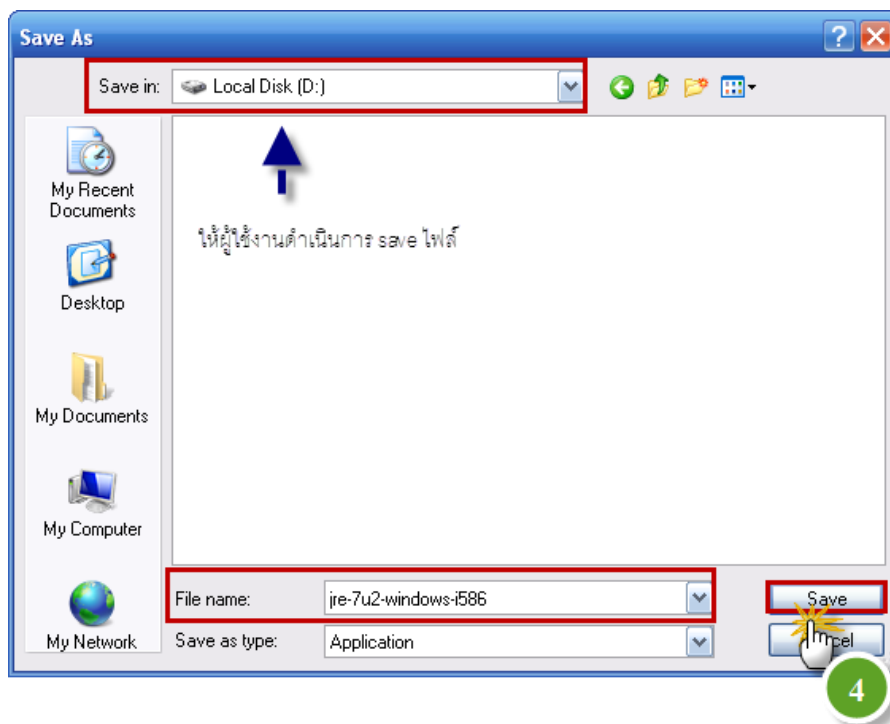 Save As
Save in:
Local Disk (D:)
My Recent
Documents
Desktop
My Documents
My Computer
My Network
ให้ผู้ใช้งานดำเนินการ save ไฟล์
File name:
jre-7u2-windows-i586
Save
Save as type:
Application
4